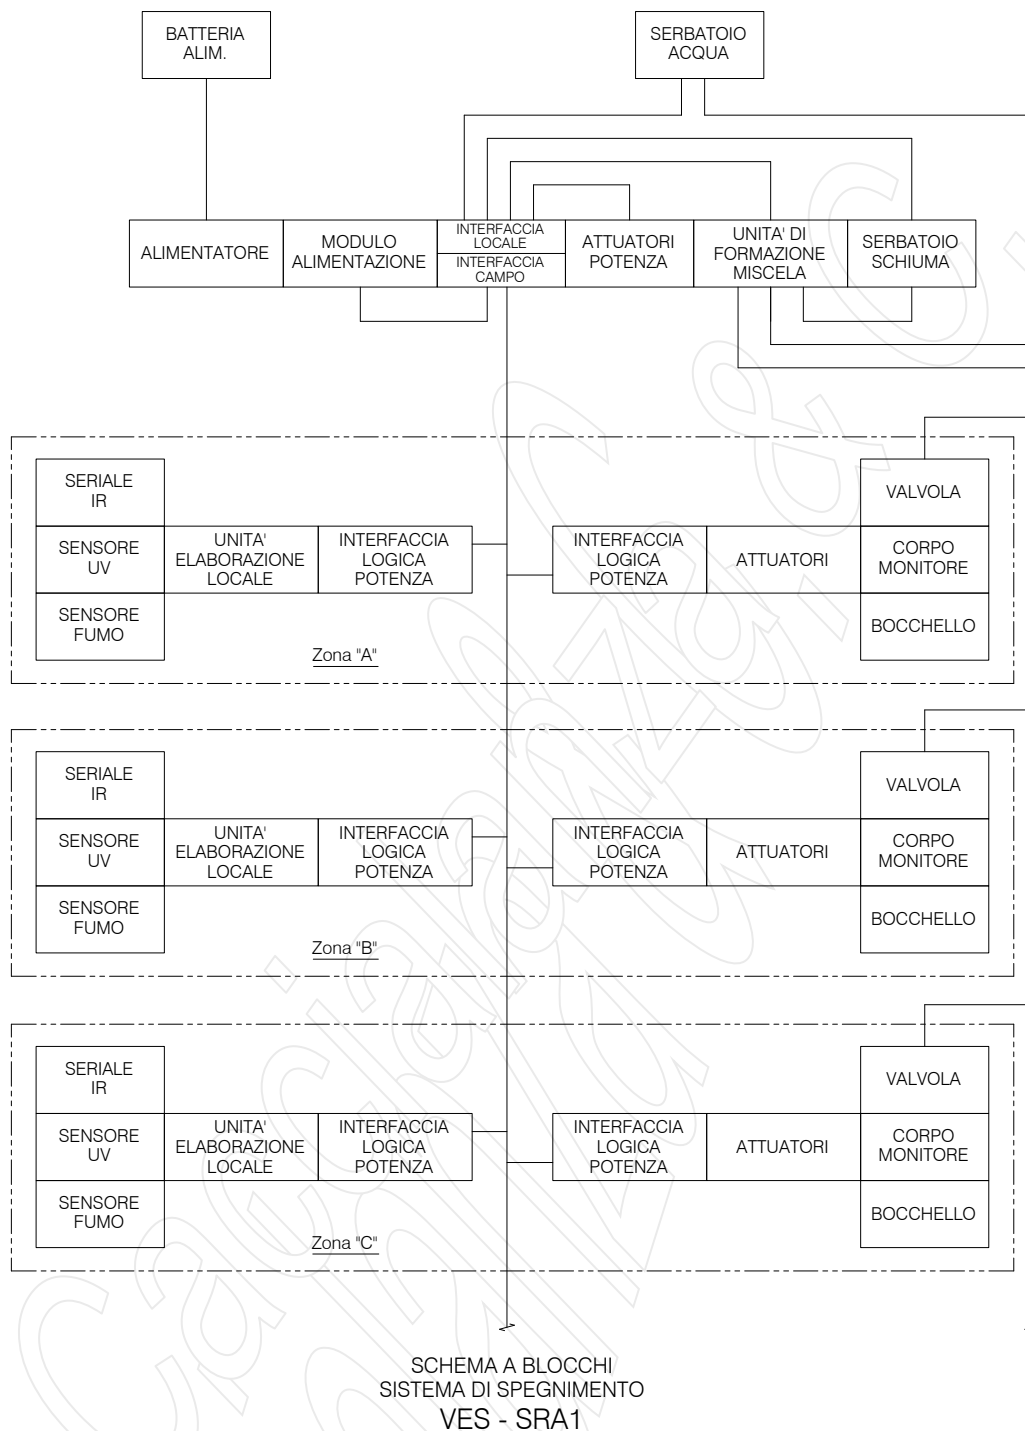 BATTERIA
ALIM.
SERBATOIO
ACQUA
ALIMENTATORE
MODULO
ALIMENTAZIONE
INTERFACCIA
LOCALE
INTERFACCIA
CAMPO
ATTUATORI
POTENZA
UNITA' DI
FORMAZIONE
MISCELA
SERBATOIO
SCHIUMA
SERIALE
IR
SENSORE
UV
SENSORE
FUMO
UNITA'
ELABORAZIONE
LOCALE
INTERFACCIA
LOGICA
POTENZA
INTERFACCIA
LOGICA
POTENZA
ATTUATORI
VALVOLA
CORPO
MONITORE
BOCCHELLO
Zona "A"
SERIALE
IR
SENSORE
UV
SENSORE
FUMO
UNITA'
ELABORAZIONE
LOCALE
INTERFACCIA
LOGICA
POTENZA
INTERFACCIA
LOGICA
POTENZA
ATTUATORI
VALVOLA
CORPO
MONITORE
BOCCHELLO
Zona "B"
SERIALE
IR
SENSORE
UV
SENSORE
FUMO
UNITA'
ELABORAZIONE
LOCALE
INTERFACCIA
LOGICA
POTENZA
INTERFACCIA
LOGICA
POTENZA
ATTUATORI
VALVOLA
CORPO
MONITORE
BOCCHELLO
Zona "C"
SCHEMA A BLOCCHI
SISTEMA DI SPEGNIMENTO
VES - SRA1